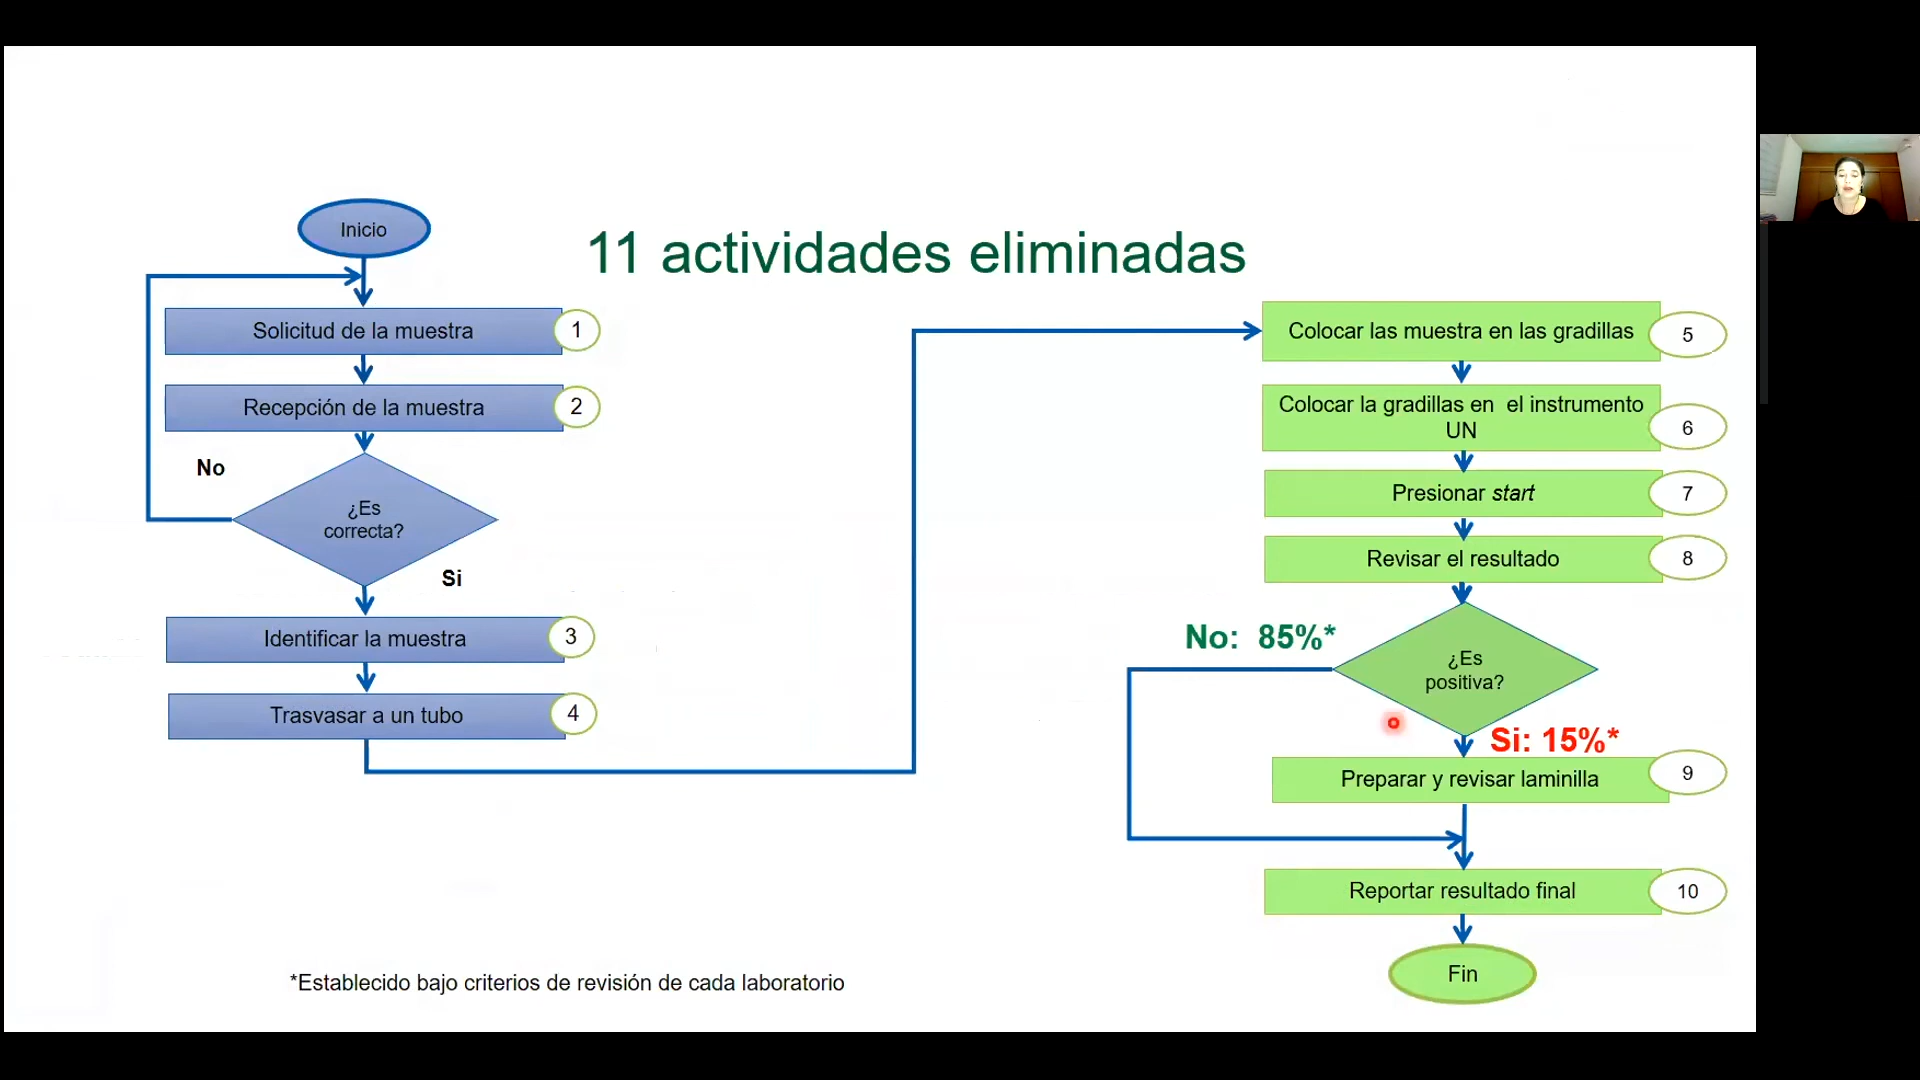 11 actividades eliminadas
Inicio
Solicitud de la muestra
1
Recepción de la muestra
2
No
¿Es
correcta?
Si
Identificar la muestra
3
Trasvasar a un tubo
4
Colocar las muestra en las gradillas
5
Colocar la gradillas en el instrumento
UN
6
Presionar start
7
Revisar el resultado
8
No: 85%*
¿Es
positiva?
Si: 15%*
Preparar y revisar laminilla
9
Reportar resultado final
10
Fin
*Establecido bajo criterios de revisión de cada laboratorio